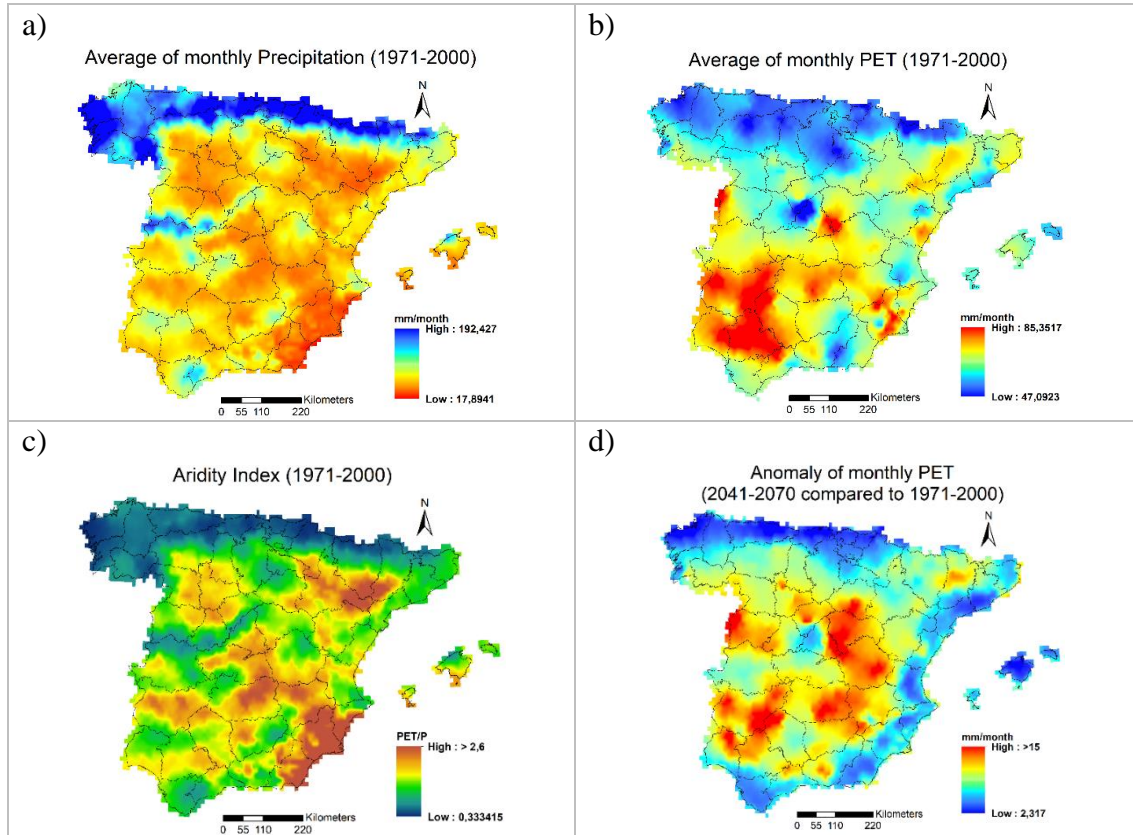 a)
Average of monthly Precipitation (1971-2000)
N
mm/month
High : 192,427
Low : 17,8941
Kilometers
0 55 110 220
b)
Average of monthly PET (1971-2000)
N
mm/month
High : 85,3517
Low : 47,0923
Kilometers
0 55 110 220
c)
Aridity Index (1971-2000)
N
PET/P
High : > 2,6
Low : 0,333415
Kilometers
0 55 110 220
d)
Anomaly of monthly PET
(2041-2070 compared to 1971-2000)
N
mm/month
High : >15
Low : 2,317
Kilometers
0 55 110 220